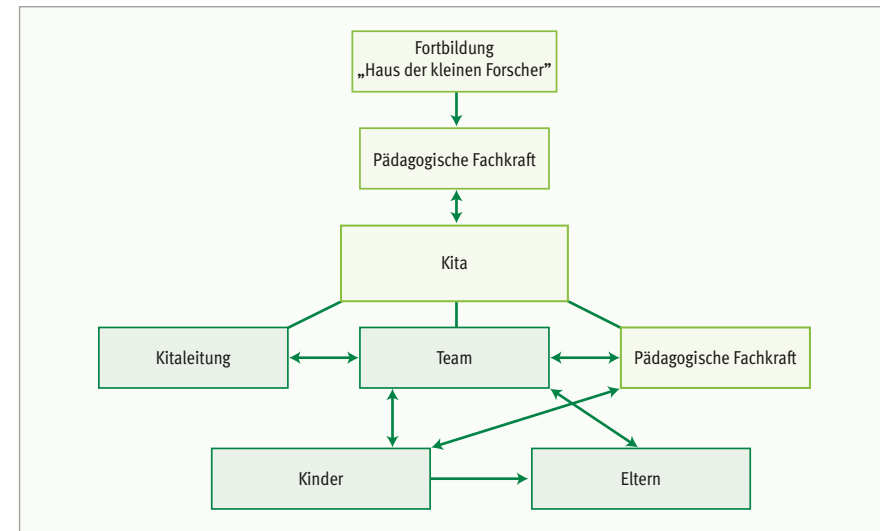 Fortbildung
„Haus der kleinen Forscher”
Pädagogische Fachkraft
Kita
Kitaleitung
Team
Pädagogische Fachkraft
Kinder
Eltern